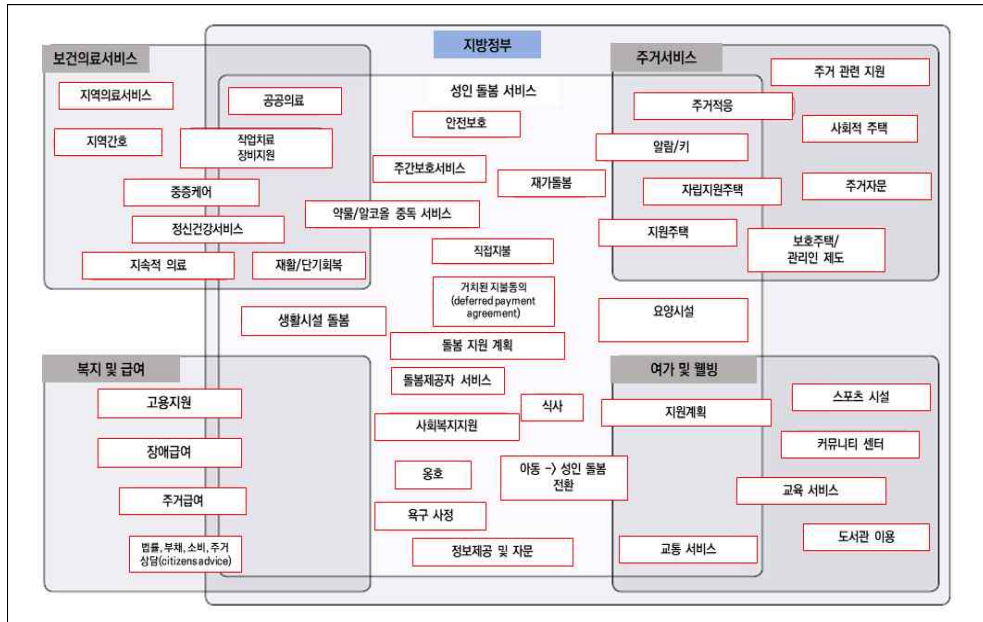 지방정부
보건의료서비스
지역의료서비스
지역간호
공공의료
작업치료
장비지원
중증케어
정신건강서비스
지속적 의료
재활/단기회복
성인 돌봄 서비스
안전보호
주간보호서비스
재가돌봄
약물/알코올 중독 서비스
직접지불
거치된 지불동의
(deferred payment
agreement)
생활시설 돌봄
돌봄 지원 계획
돌봄제공자 서비스
식사
사회복지지원
옹호
아동 -> 성인 돌봄
전환
욕구 사정
정보제공 및 자문
주거서비스
주거 관련 지원
주거적응
사회적 주택
알람/키
자립지원주택
주거자문
지원주택
보호주택/
관리인 제도
요양시설
복지 및 급여
고용지원
장애급여
주거급여
법률, 부채, 소비, 주거
상담(citizens advice)
여가 및 웰빙
스포츠 시설
지원계획
커뮤니티 센터
교육 서비스
도서관 이용
교통 서비스